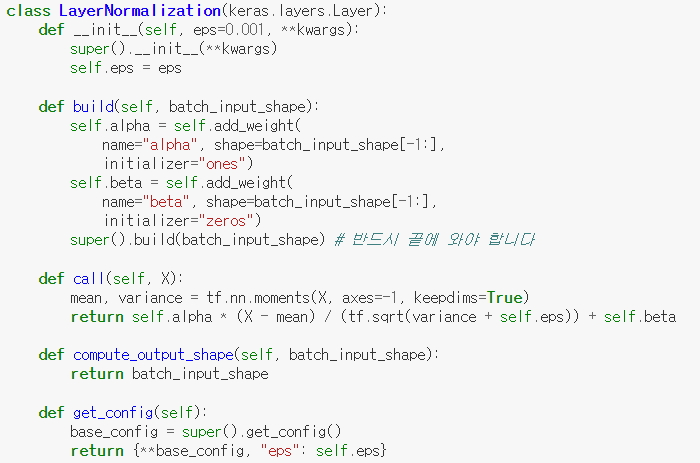 class LayerNormalization(keras.layers.Layer):
    def __init__(self, eps=0.001, **kwargs):
        super().__init__(**kwargs)
        self.eps = eps

    def build(self, batch_input_shape):
        self.alpha = self.add_weight(
            name="alpha", shape=batch_input_shape[-1:],
            initializer="ones")
        self.beta = self.add_weight(
            name="beta", shape=batch_input_shape[-1:],
            initializer="zeros")
        super().build(batch_input_shape) # 반드시 끝에 와야 합니다

    def call(self, X):
        mean, variance = tf.nn.moments(X, axes=-1, keepdims=True)
        return self.alpha * (X - mean) / (tf.sqrt(variance + self.eps)) + self.beta

    def compute_output_shape(self, batch_input_shape):
        return batch_input_shape

    def get_config(self):
        base_config = super().get_config()
        return {**base_config, "eps": self.eps}